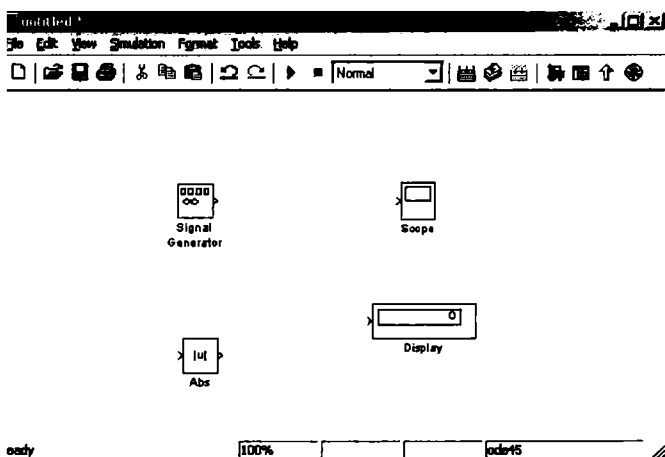 untitled *
File Edit View Simulation Format Tools Help
Normal
Signal
Generator
Scope
|u|
Abs
0
Display
eady
100%
ode45